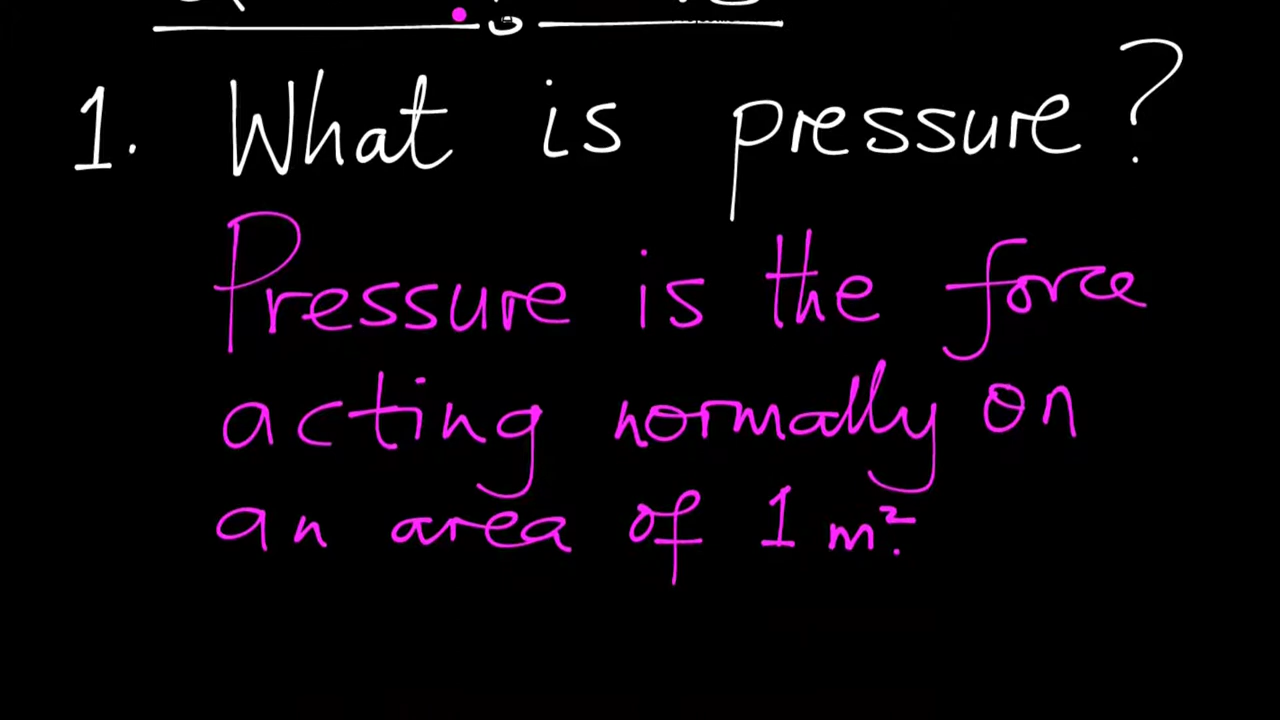 1. What is pressure?
Pressure is the force
acting normally on
an area of 1 m².